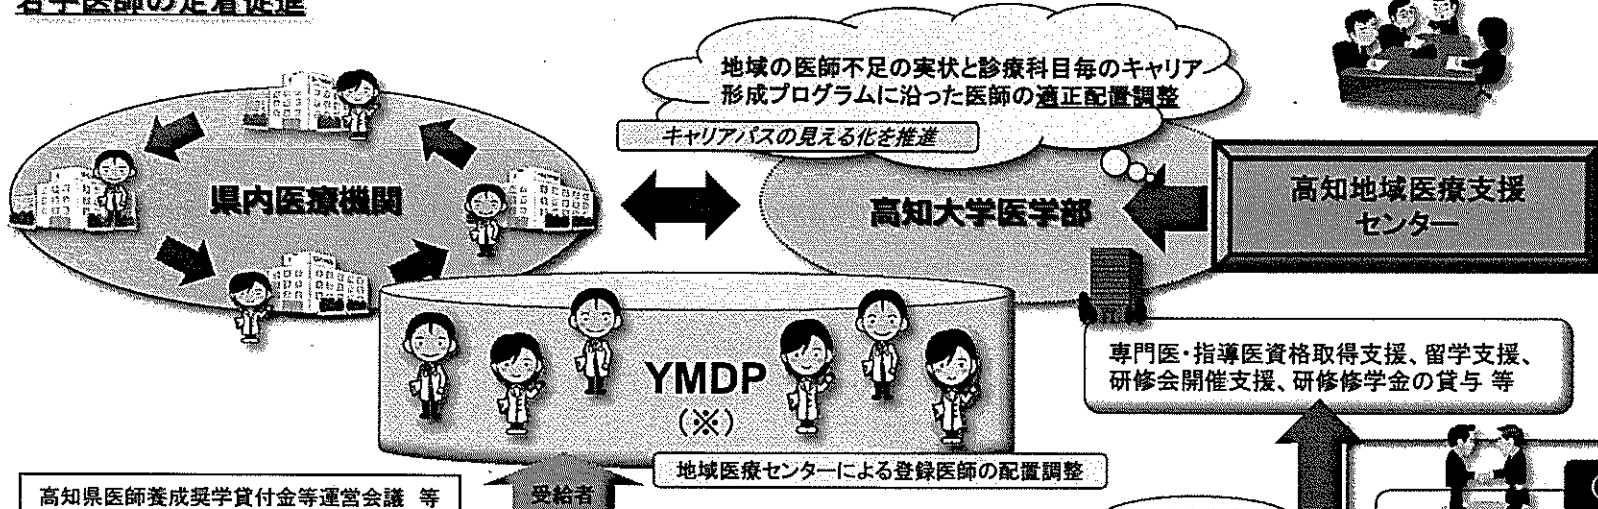 若手医師の定着促進
地域の医師不足の実状と診療科目毎のキャリア
形成プログラムに沿った医師の適正配置調整
キャリアパスの見える化を推進
県内医療機関
高知大学医学部
高知地域医療支援
センター
専門医・指導医資格取得支援、留学支援、
研修会開催支援、研修修学金の貸与 等
YMDP
(※)
地域医療センターによる登録医師の配置調整
高知県医師養成奨学貸付金等運営会議 等
受給者